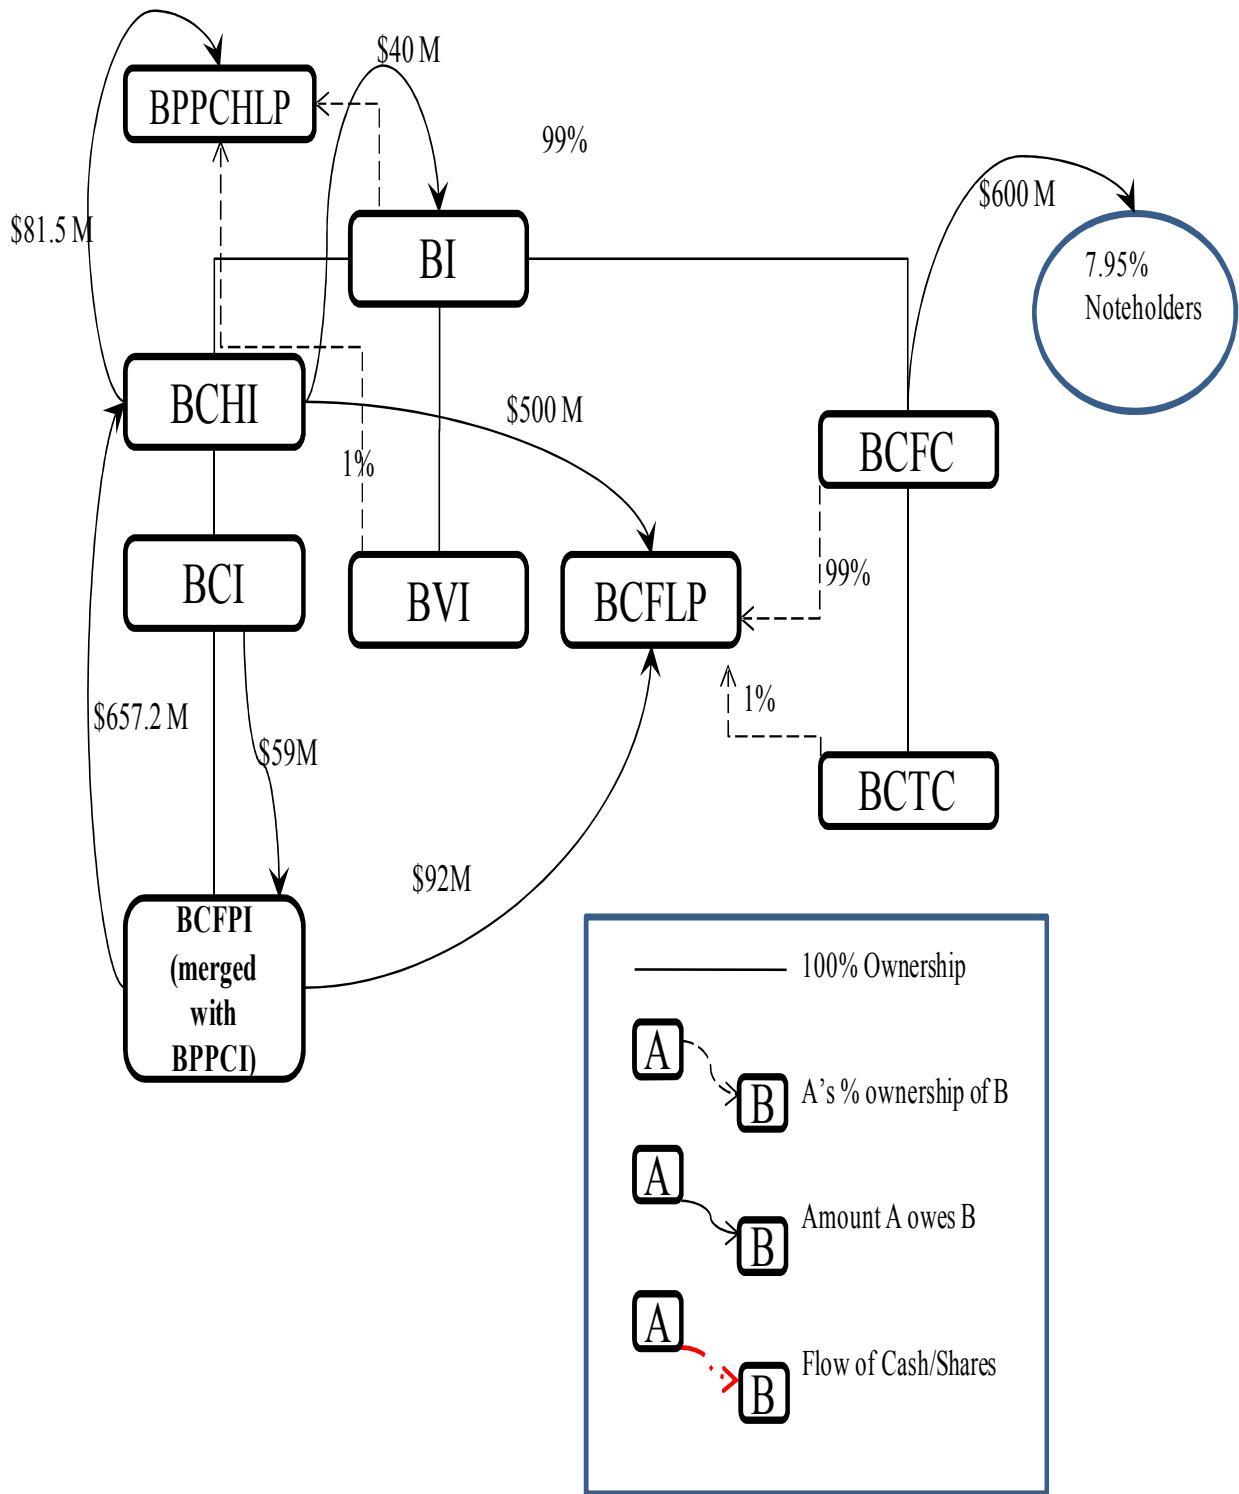 $40 M
BPPCHLP
99%
$600 M
$81.5 M
BI
7.95%
Noteholders
BCHI
$500 M
BCFC
1%
BCI
BVI
BCFLP
99%
1%
$657.2 M
$59M
BCTC
$92M
BCFPI
(merged
with
BPPCI)
100% Ownership
A
B
A's % ownership of B
A
B
Amount A owes B
A
B
Flow of Cash/Shares